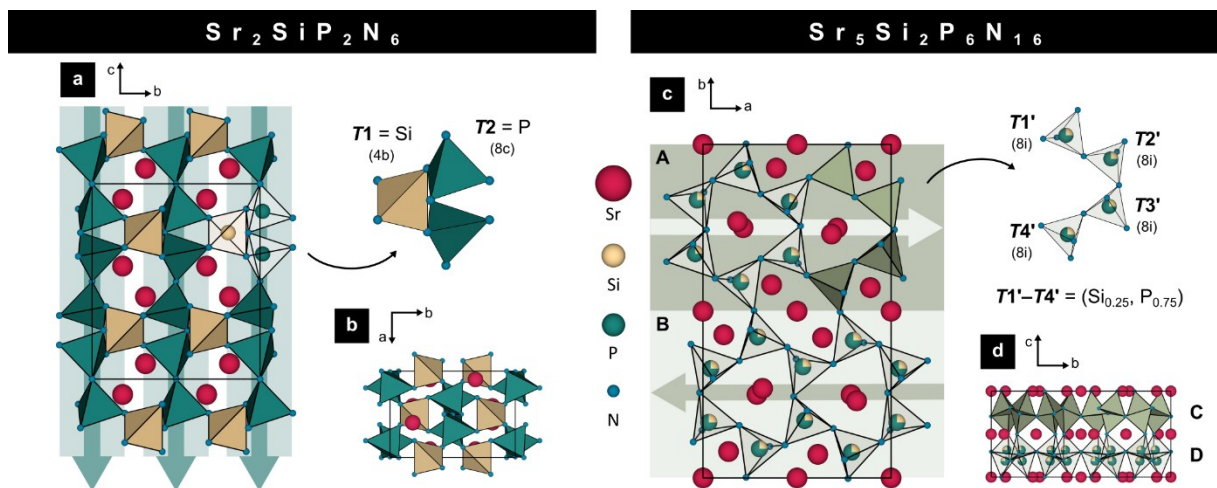 Sr2SiP2N6
Sr5Si2P6N16
a
c
b
T1 = Si
(4b)
T2 = P
(8c)
b
b
a
Sr
Si
P
N
c
b
a
A
B
T1'
(8i)
T2'
(8i)
T3'
(8i)
T4'
(8i)
T1'–T4' = (Si0.25, P0.75)
d
c
b
C
D